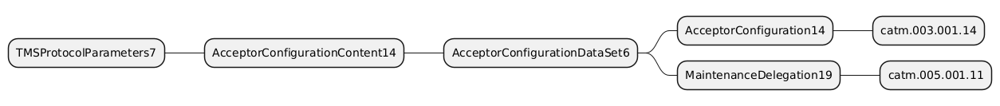 TMSProtocolParameters7
AcceptorConfigurationContent14
AcceptorConfigurationDataSet6
AcceptorConfiguration14
catm.003.001.14
MaintenanceDelegation19
catm.005.001.11